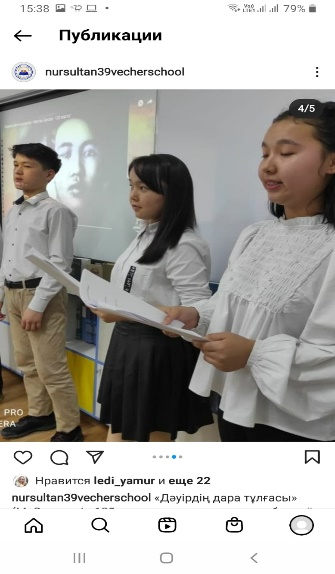 15:38
79%
Публикации
nursultan39vecherschool
4/5
PRO
ERA
Нравится ledi_yamur и еще 22
nursultan39vecherschool «Дәуірдің дара тұлғасы»